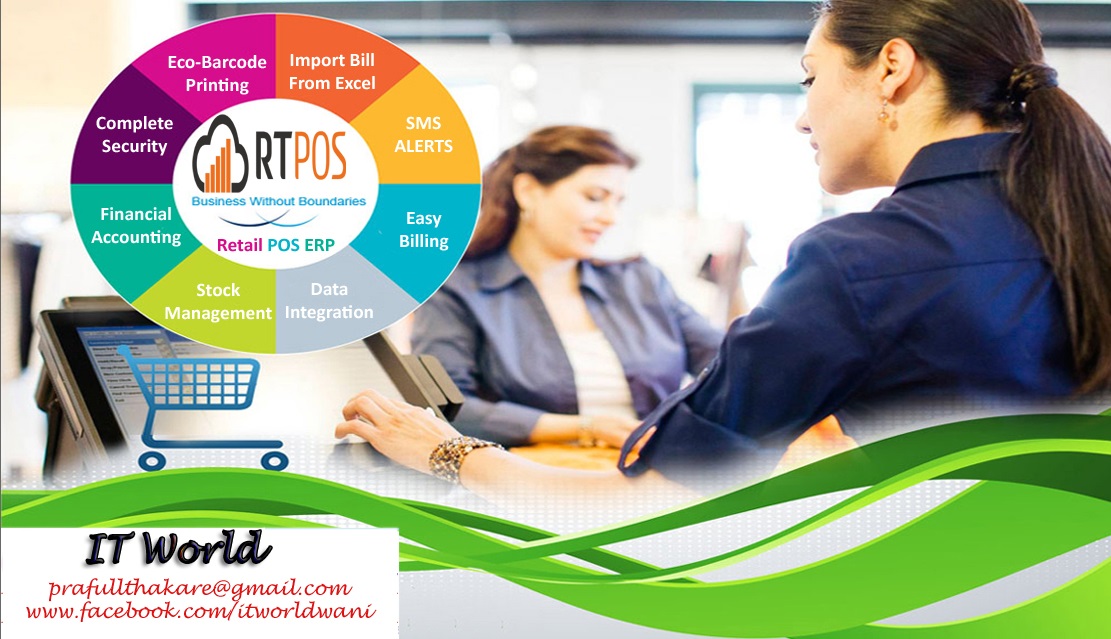 Eco-Barcode
Printing
Import Bill
From Excel
SMS
ALERTS
Easy
Billing
Data
Integration
Stock
Management
Financial
Accounting
Complete
Security
RTPOS
Business Without Boundaries
Retail POS ERP
IT World
prafullthakare@gmail.com
www.facebook.com/itworldwani